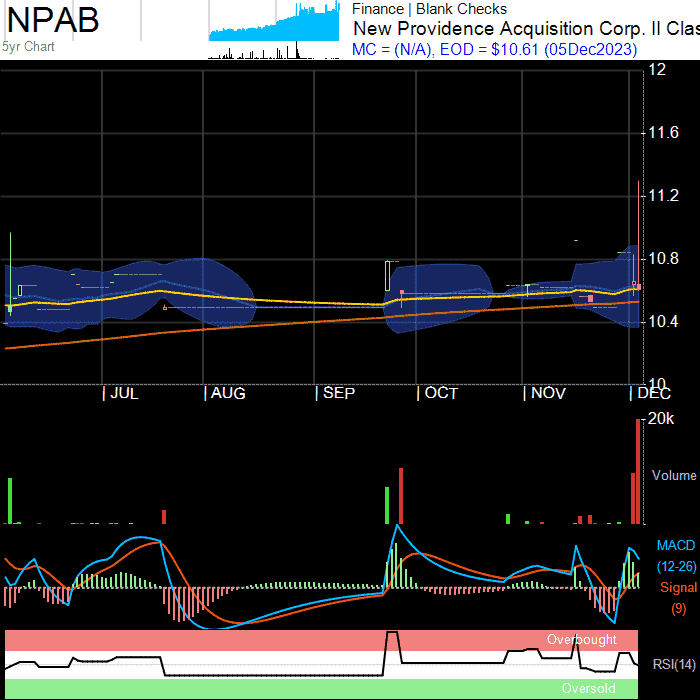 NPAB
5yr Chart
Finance | Blank Checks
New Providence Acquisition Corp. II Clas
MC = (N/A), EOD = $10.61 (05Dec2023)
12
11.6
11.2
10.8
10.4
10
JUL
AUG
SEP
OCT
NOV
DEC
20k
Volume
MACD
(12-26)
Signal
(9)
Overbought
RSI(14)
Oversold